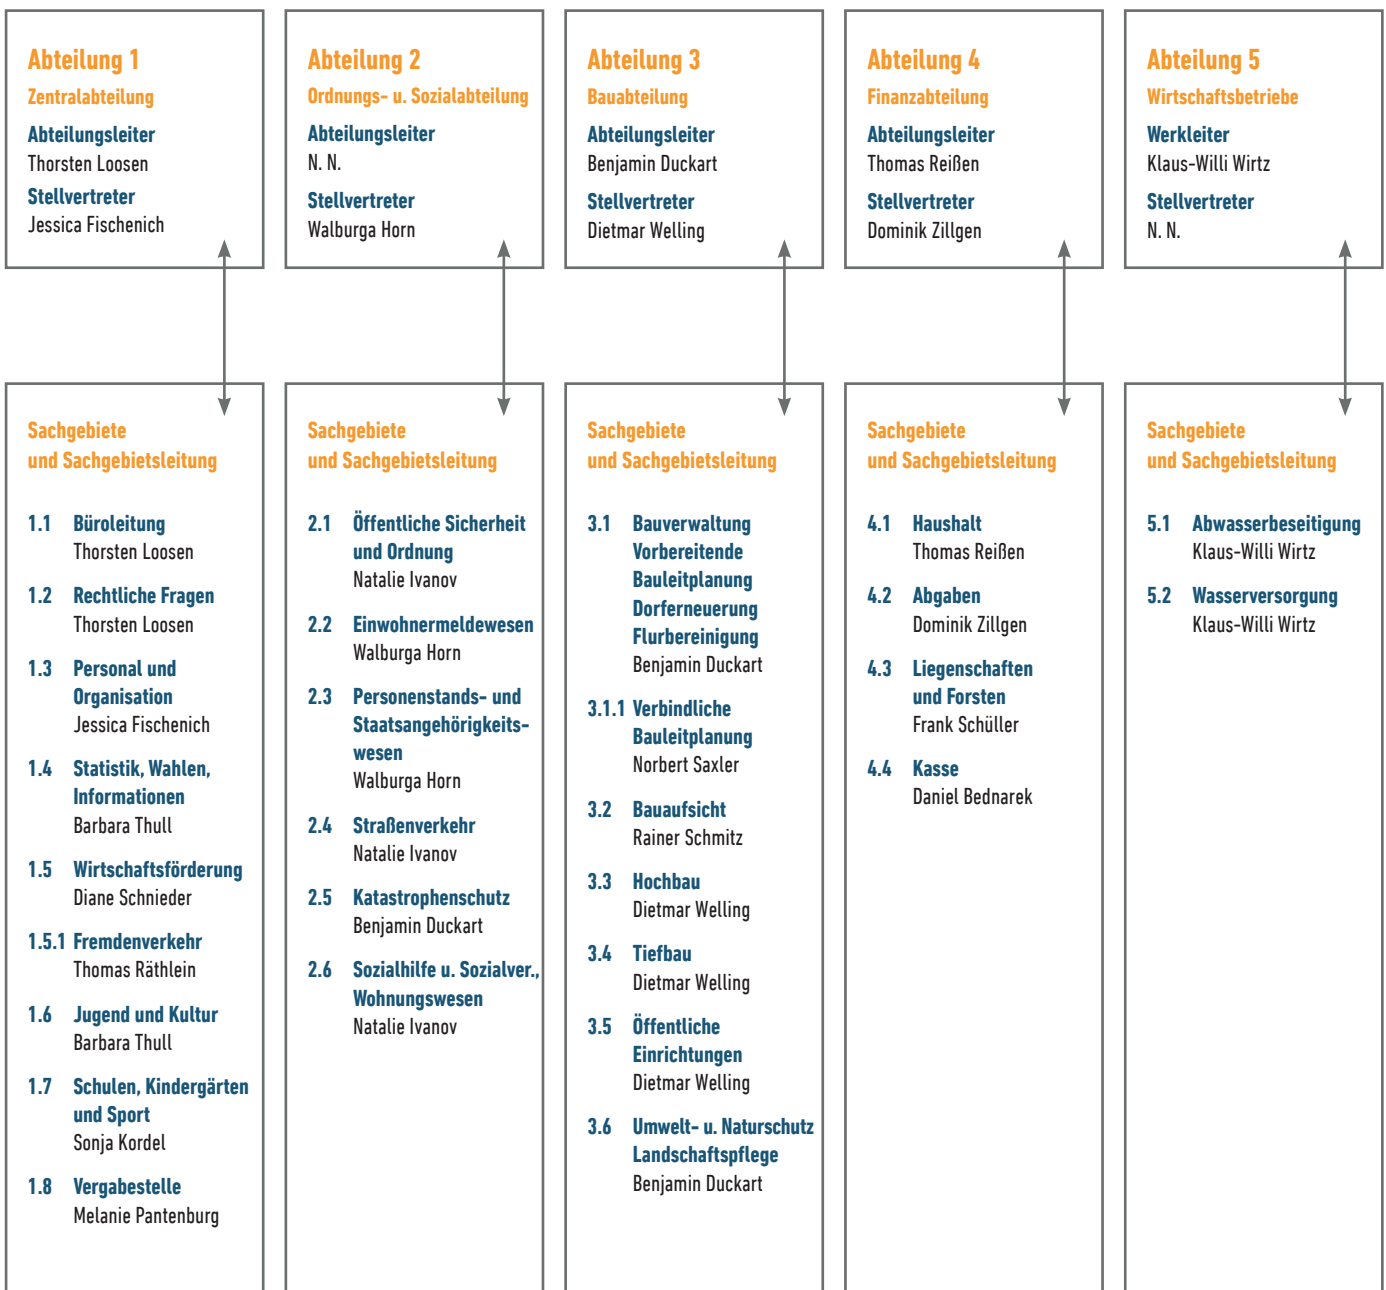 Abteilung 1
Zentralabteilung
Abteilungsleiter
Thorsten Loosen
Stellvertreter
Jessica Fischenich
Abteilung 2
Ordnungs- u. Sozialabteilung
Abteilungsleiter
N. N.
Stellvertreter
Walburga Horn
Abteilung 3
Bauabteilung
Abteilungsleiter
Benjamin Duckart
Stellvertreter
Dietmar Welling
Abteilung 4
Finanzabteilung
Abteilungsleiter
Thomas Reißen
Stellvertreter
Dominik Zillgen
Abteilung 5
Wirtschaftsbetriebe
Werkleiter
Klaus-Willi Wirtz
Stellvertreter
N. N.
Sachgebiete
und Sachgebietsleitung
1.1 Büroleitung
Thorsten Loosen
1.2 Rechtliche Fragen
Thorsten Loosen
1.3 Personal und
Organisation
Jessica Fischenich
1.4 Statistik, Wahlen,
Informationen
Barbara Thull
1.5 Wirtschaftsförderung
Diane Schnieder
1.5.1 Fremdenverkehr
Thomas Räthlein
1.6 Jugend und Kultur
Barbara Thull
1.7 Schulen, Kindergärten
und Sport
Sonja Kordel
1.8 Vergabestelle
Melanie Pantenburg
Sachgebiete
und Sachgebietsleitung
2.1 Öffentliche Sicherheit
und Ordnung
Natalie Ivanov
2.2 Einwohnermeldewesen
Walburga Horn
2.3 Personenstands- und
Staatsangehörigkeits-
wesen
Walburga Horn
2.4 Straßenverkehr
Natalie Ivanov
2.5 Katastrophenschutz
Benjamin Duckart
2.6 Sozialhilfe u. Sozialver.,
Wohnungswesen
Natalie Ivanov
Sachgebiete
und Sachgebietsleitung
3.1 Bauverwaltung
Vorbereitende
Bauleitplanung
Dorferneuerung
Flurbereinigung
Benjamin Duckart
3.1.1 Verbindliche
Bauleitplanung
Norbert Saxler
3.2 Bauaufsicht
Rainer Schmitz
3.3 Hochbau
Dietmar Welling
3.4 Tiefbau
Dietmar Welling
3.5 Öffentliche
Einrichtungen
Dietmar Welling
3.6 Umwelt- u. Naturschutz
Landschaftspflege
Benjamin Duckart
Sachgebiete
und Sachgebietsleitung
4.1 Haushalt
Thomas Reißen
4.2 Abgaben
Dominik Zillgen
4.3 Liegenschaften
und Forsten
Frank Schüller
4.4 Kasse
Daniel Bednarek
Sachgebiete
und Sachgebietsleitung
5.1 Abwasserbeseitigung
Klaus-Willi Wirtz
5.2 Wasserversorgung
Klaus-Willi Wirtz